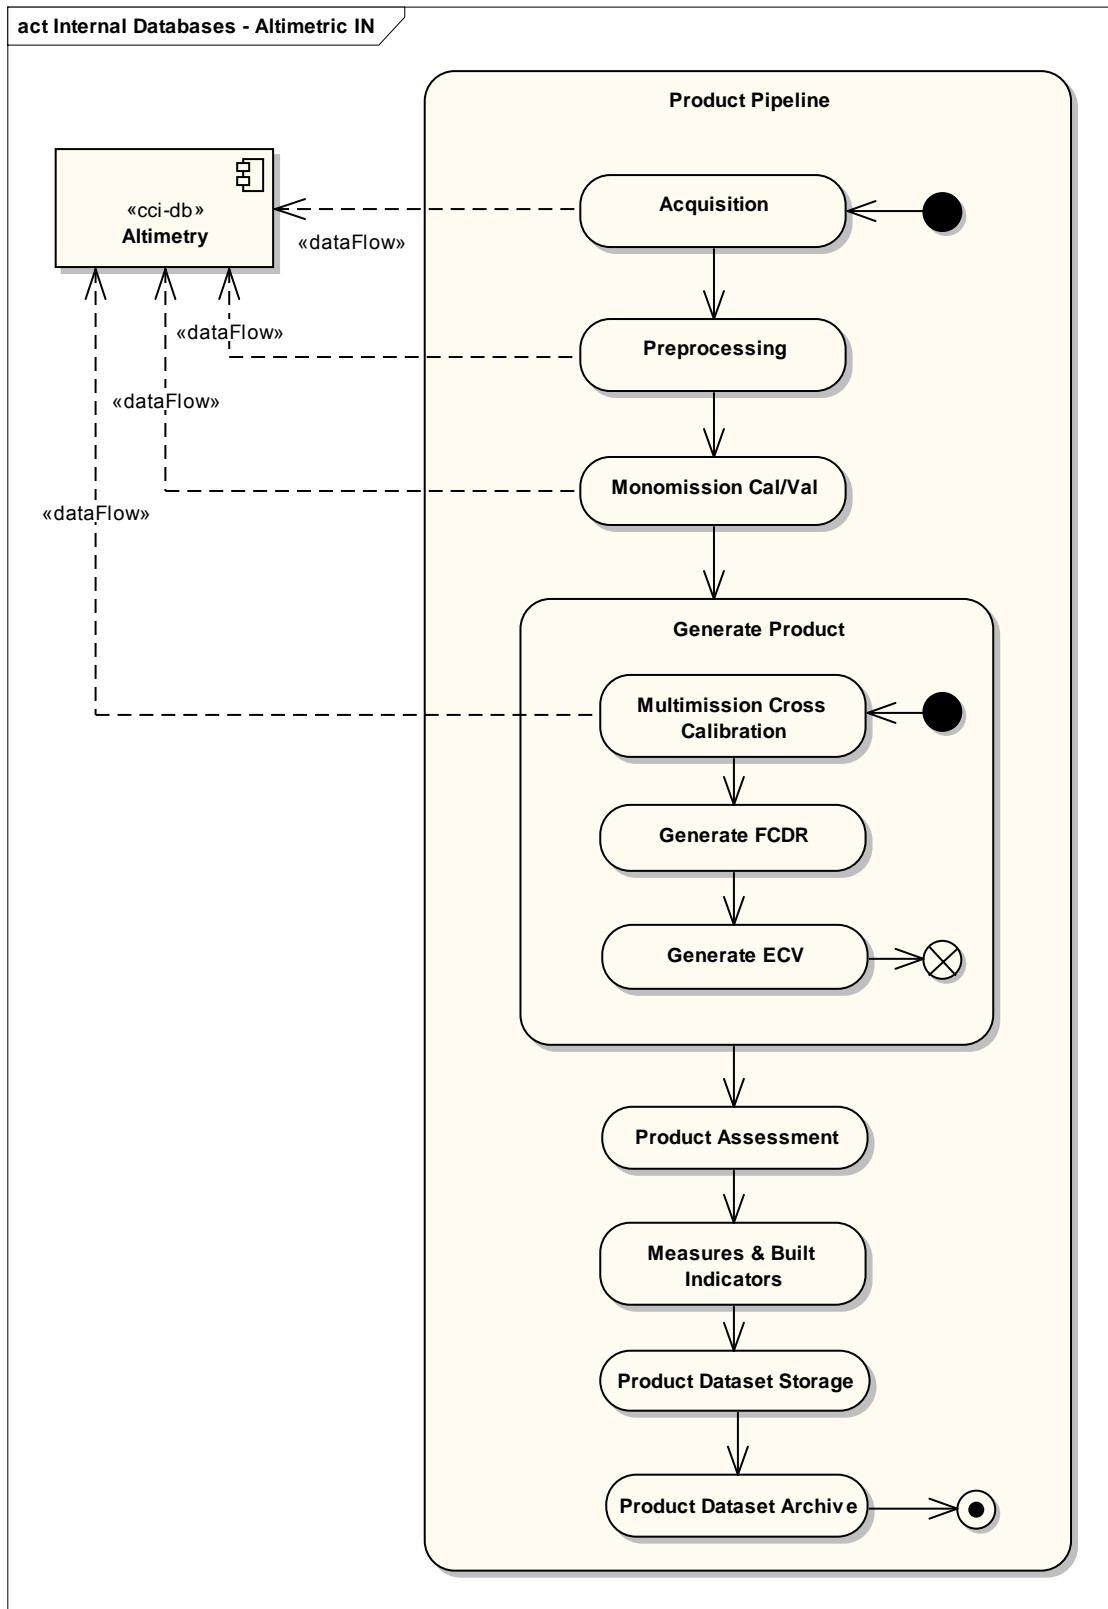 act Internal Databases - Altimetric IN
Product Pipeline
«cci-db»
Altimetry
Acquisition
«dataFlow»
«dataFlow»
Preprocessing
«dataFlow»
Monomission Cal/Val
«dataFlow»
Generate Product
Multimission Cross
Calibration
Generate FCDR
Generate ECV
Product Assessment
Measures & Built
Indicators
Product Dataset Storage
Product Dataset Archive